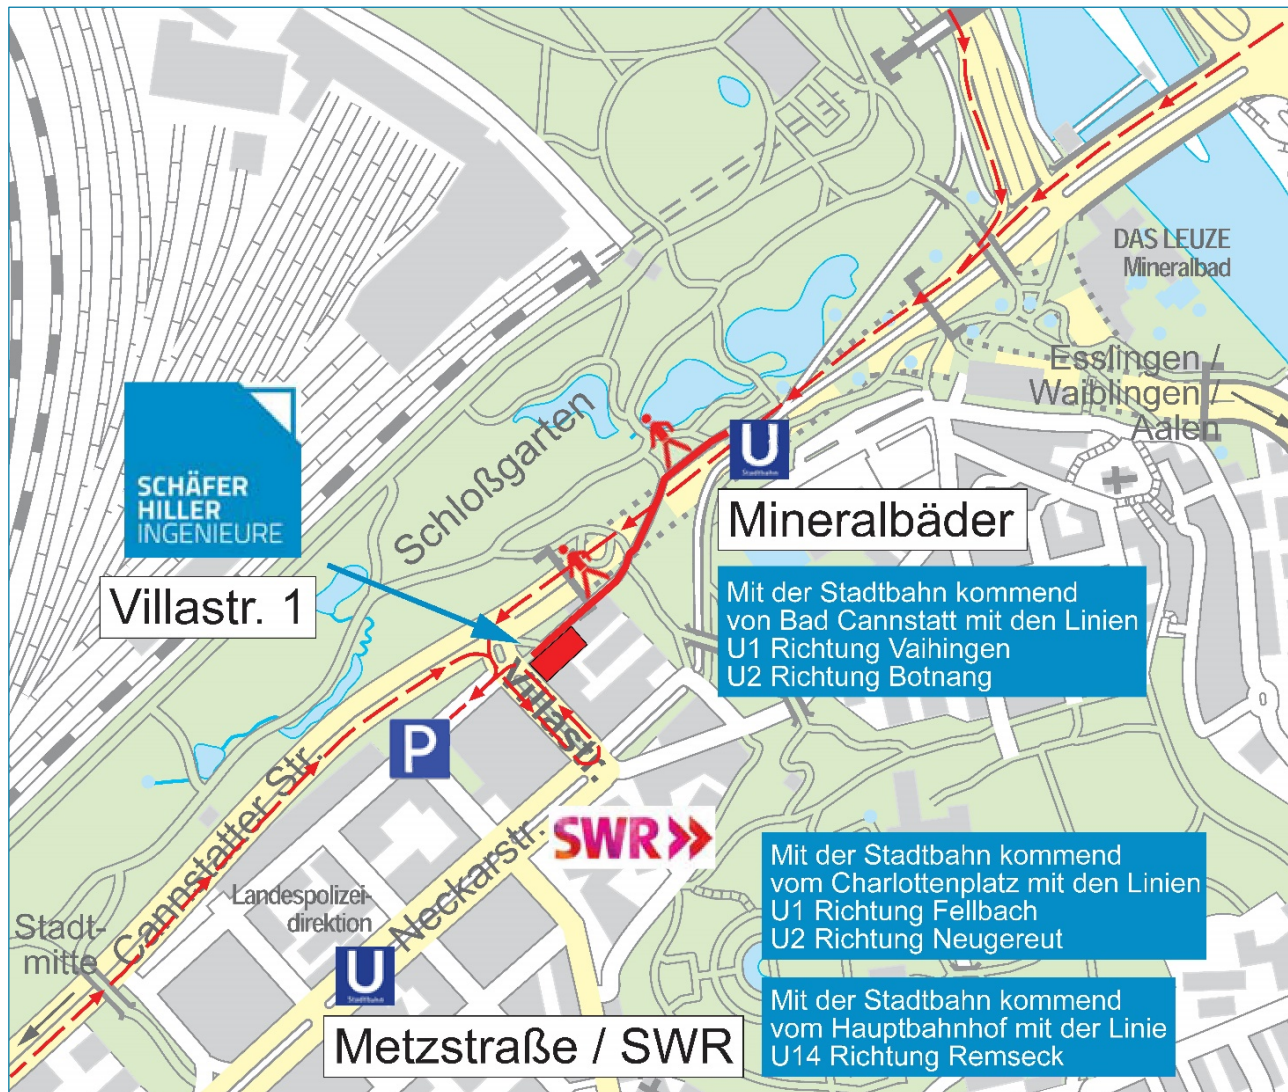 DAS LEUZE
Mineralbad
Esslingen /
Waiblingen /
Aalen
SCHÄFER
HILLER
INGENIEURE
Villastr. 1
Schloßgarten
U
Stadtbahn
Mineralbäder
Mit der Stadtbahn kommend
von Bad Cannstatt mit den Linien
U1 Richtung Vaihingen
U2 Richtung Botnang
Villastr.
P
Cannstatter Str.
SWR
Neckarstr.
Landespolizei-
direktion
Stadt-
mitte
U
Stadtbahn
Metzstraße / SWR
Mit der Stadtbahn kommend
vom Charlottenplatz mit den Linien
U1 Richtung Fellbach
U2 Richtung Neugereut
Mit der Stadtbahn kommend
vom Hauptbahnhof mit der Linie
U14 Richtung Remseck